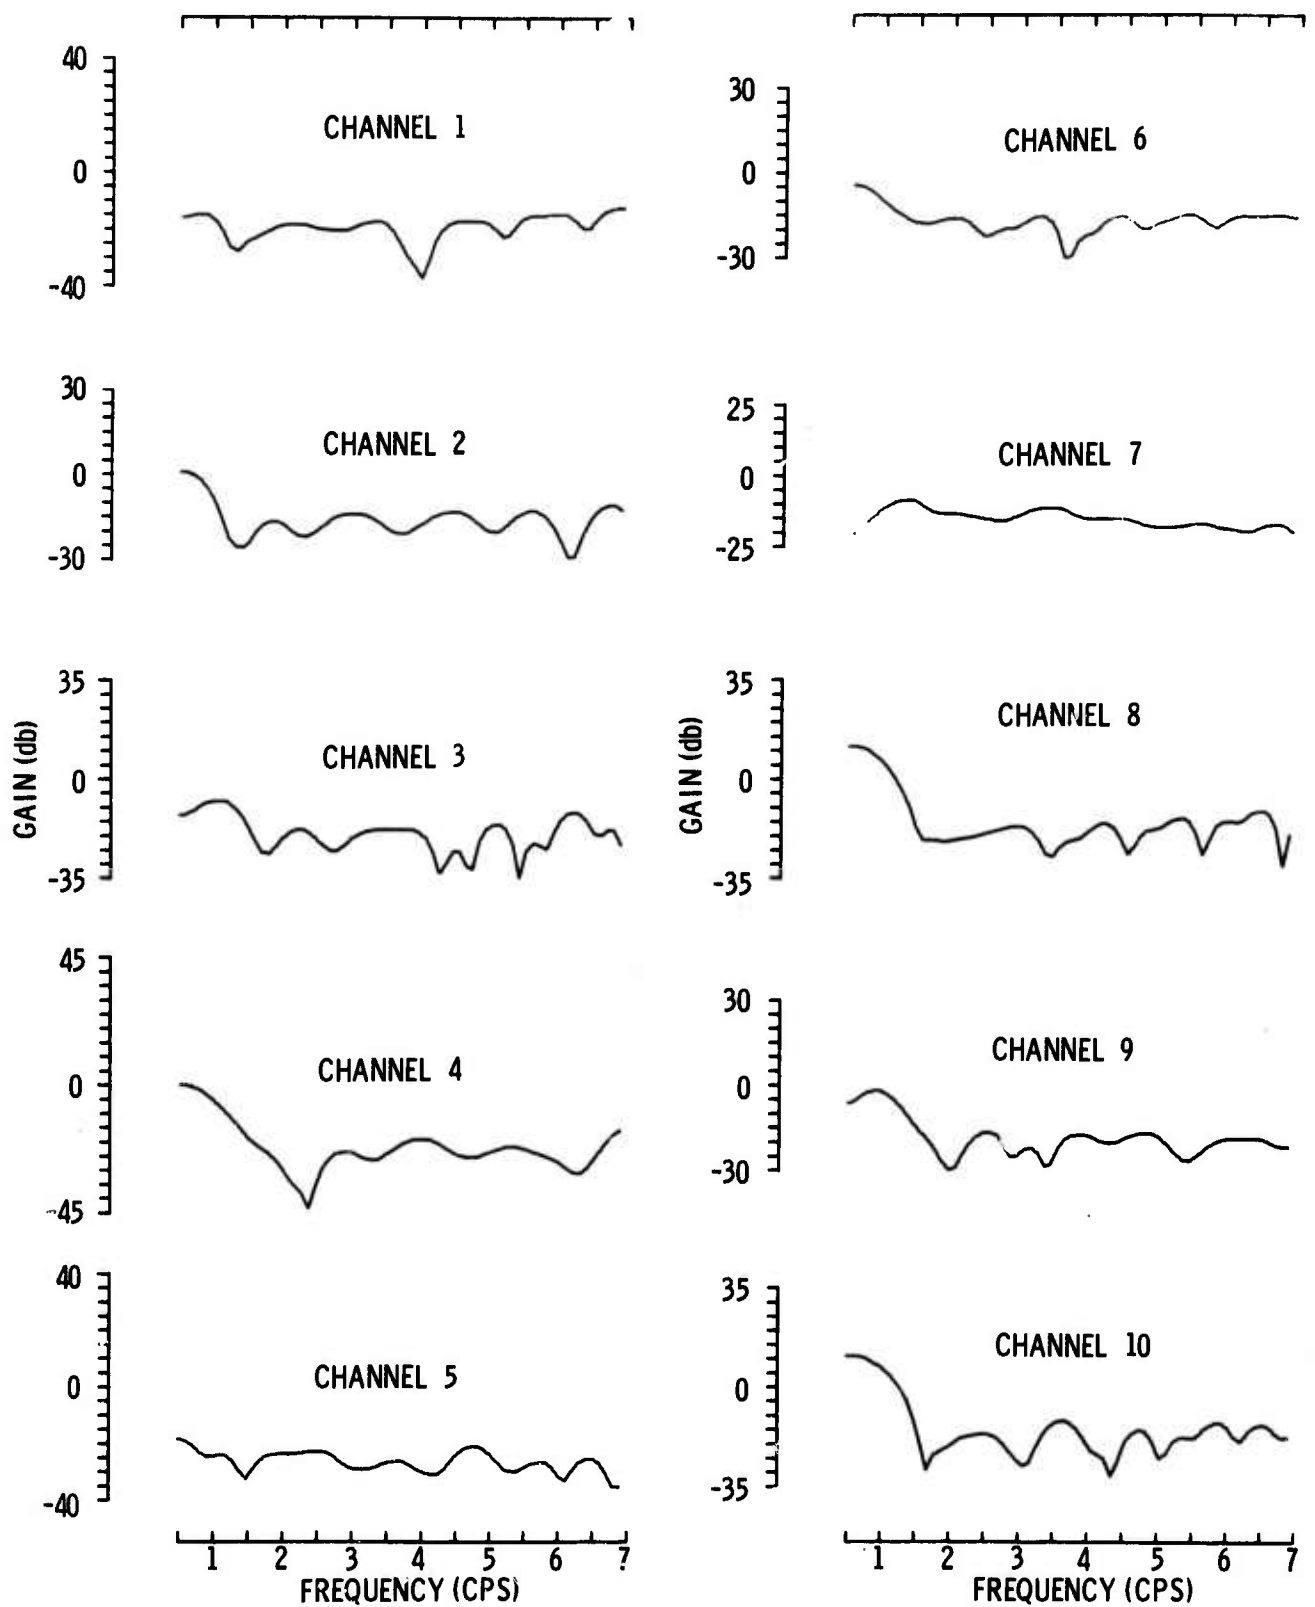 40
CHANNEL 1
0
-40
30
CHANNEL 2
0
-30
35
CHANNEL 3
0
-35
GAIN (db)
45
CHANNEL 4
0
-45
40
CHANNEL 5
0
-40
1 2 3 4 5 6 7
FREQUENCY (CPS)
30
CHANNEL 6
0
-30
25
CHANNEL 7
0
-25
35
CHANNEL 8
0
-35
GAIN (db)
30
CHANNEL 9
0
-30
35
CHANNEL 10
0
-35
1 2 3 4 5 6 7
FREQUENCY (CPS)